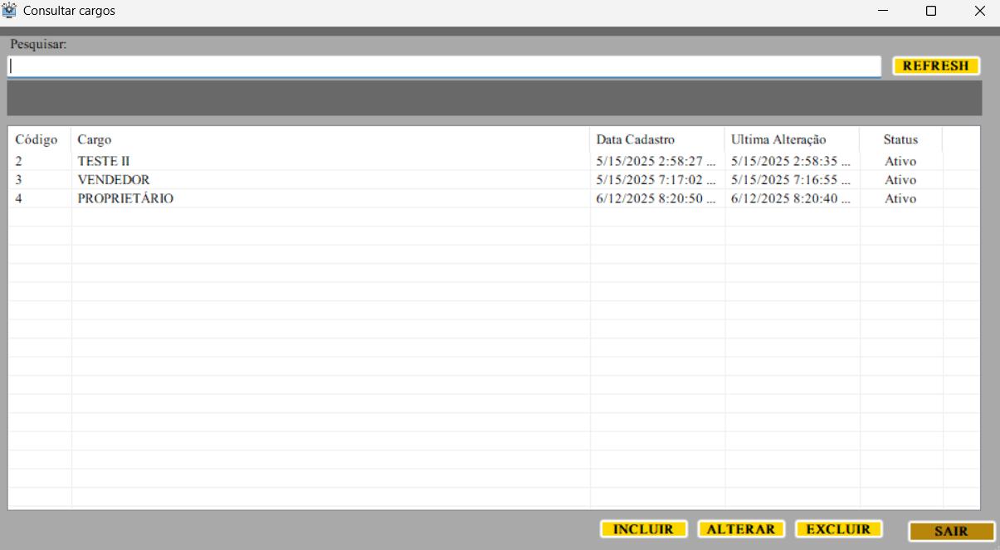 Consultar cargos
Pesquisar:
REFRESH
Código Cargo Data Cadastro Ultima Alteração Status
2 TESTE II 5/15/2025 2:58:27 ... 5/15/2025 2:58:35 ... Ativo
3 VENDEDOR 5/15/2025 7:17:02 ... 5/15/2025 7:16:55 ... Ativo
4 PROPRIETÁRIO 6/12/2025 8:20:50 ... 6/12/2025 8:20:40 ... Ativo
INCLUIR ALTERAR EXCLUIR SAIR